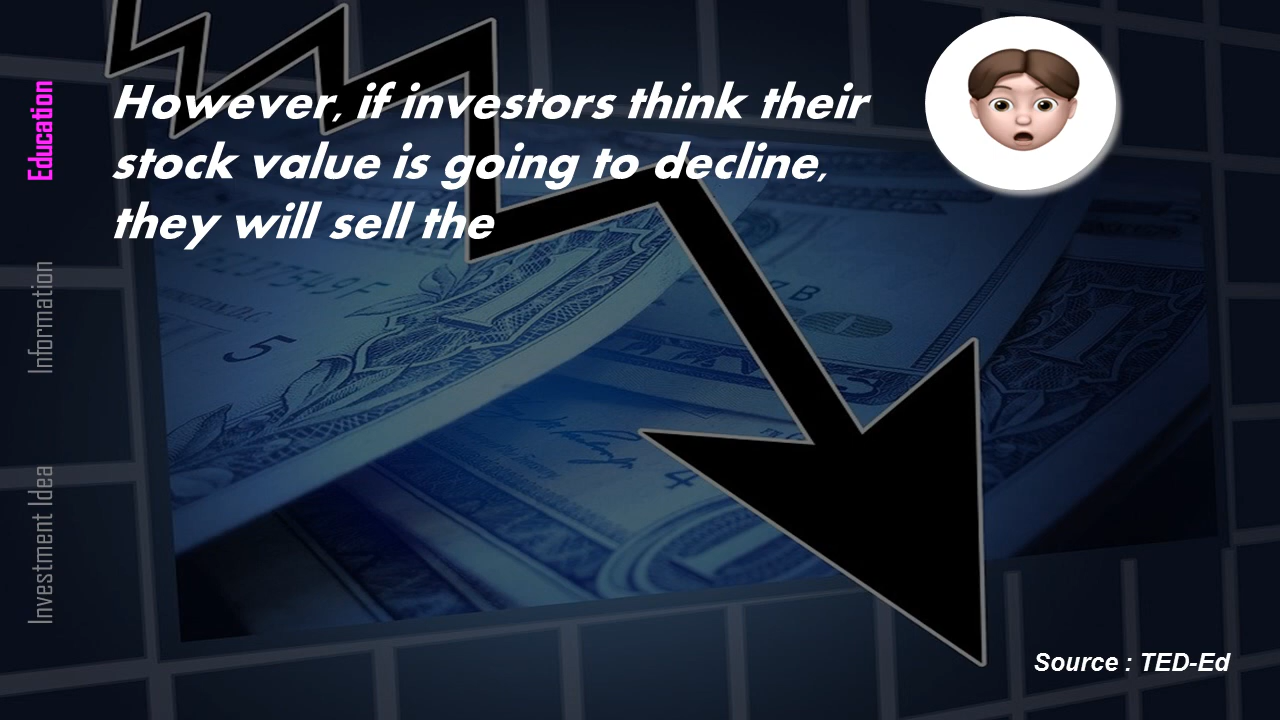 However, if investors think their
stock value is going to decline,
they will sell the
Education
Information
Investment Idea
Source : TED-Ed